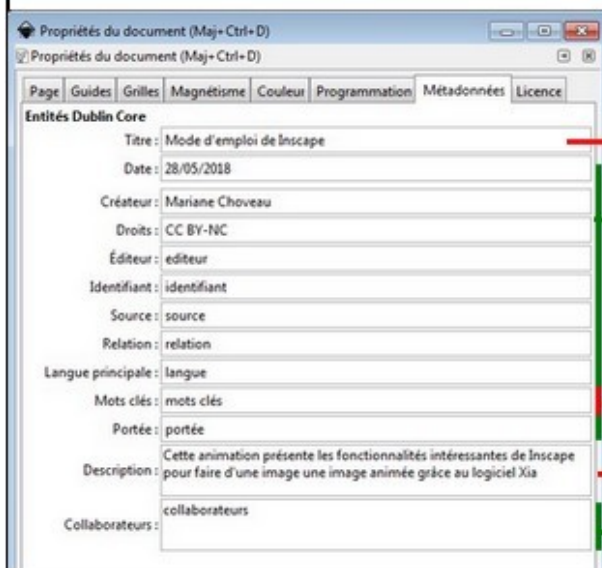 Propriétés du document (Maj+Ctrl+D)
Propriétés du document (Maj+Ctrl+D)
Page Guides Grilles Magnétisme Couleur Programmation Métadonnées Licence
Entités Dublin Core
Titre : Mode d'emploi de Inscape
Date : 28/05/2018
Créateur : Mariane Choveau
Droits : CC BY-NC
Éditeur : editeur
Identifiant : identifiant
Source : source
Relation : relation
Langue principale : langue
Mots clés : mots clés
Portée : portée
Description : Cette animation présente les fonctionnalités intéressantes de Inscape
pour faire d'une image une image animée grâce au logiciel Xia
Collaborateurs : collaborateurs